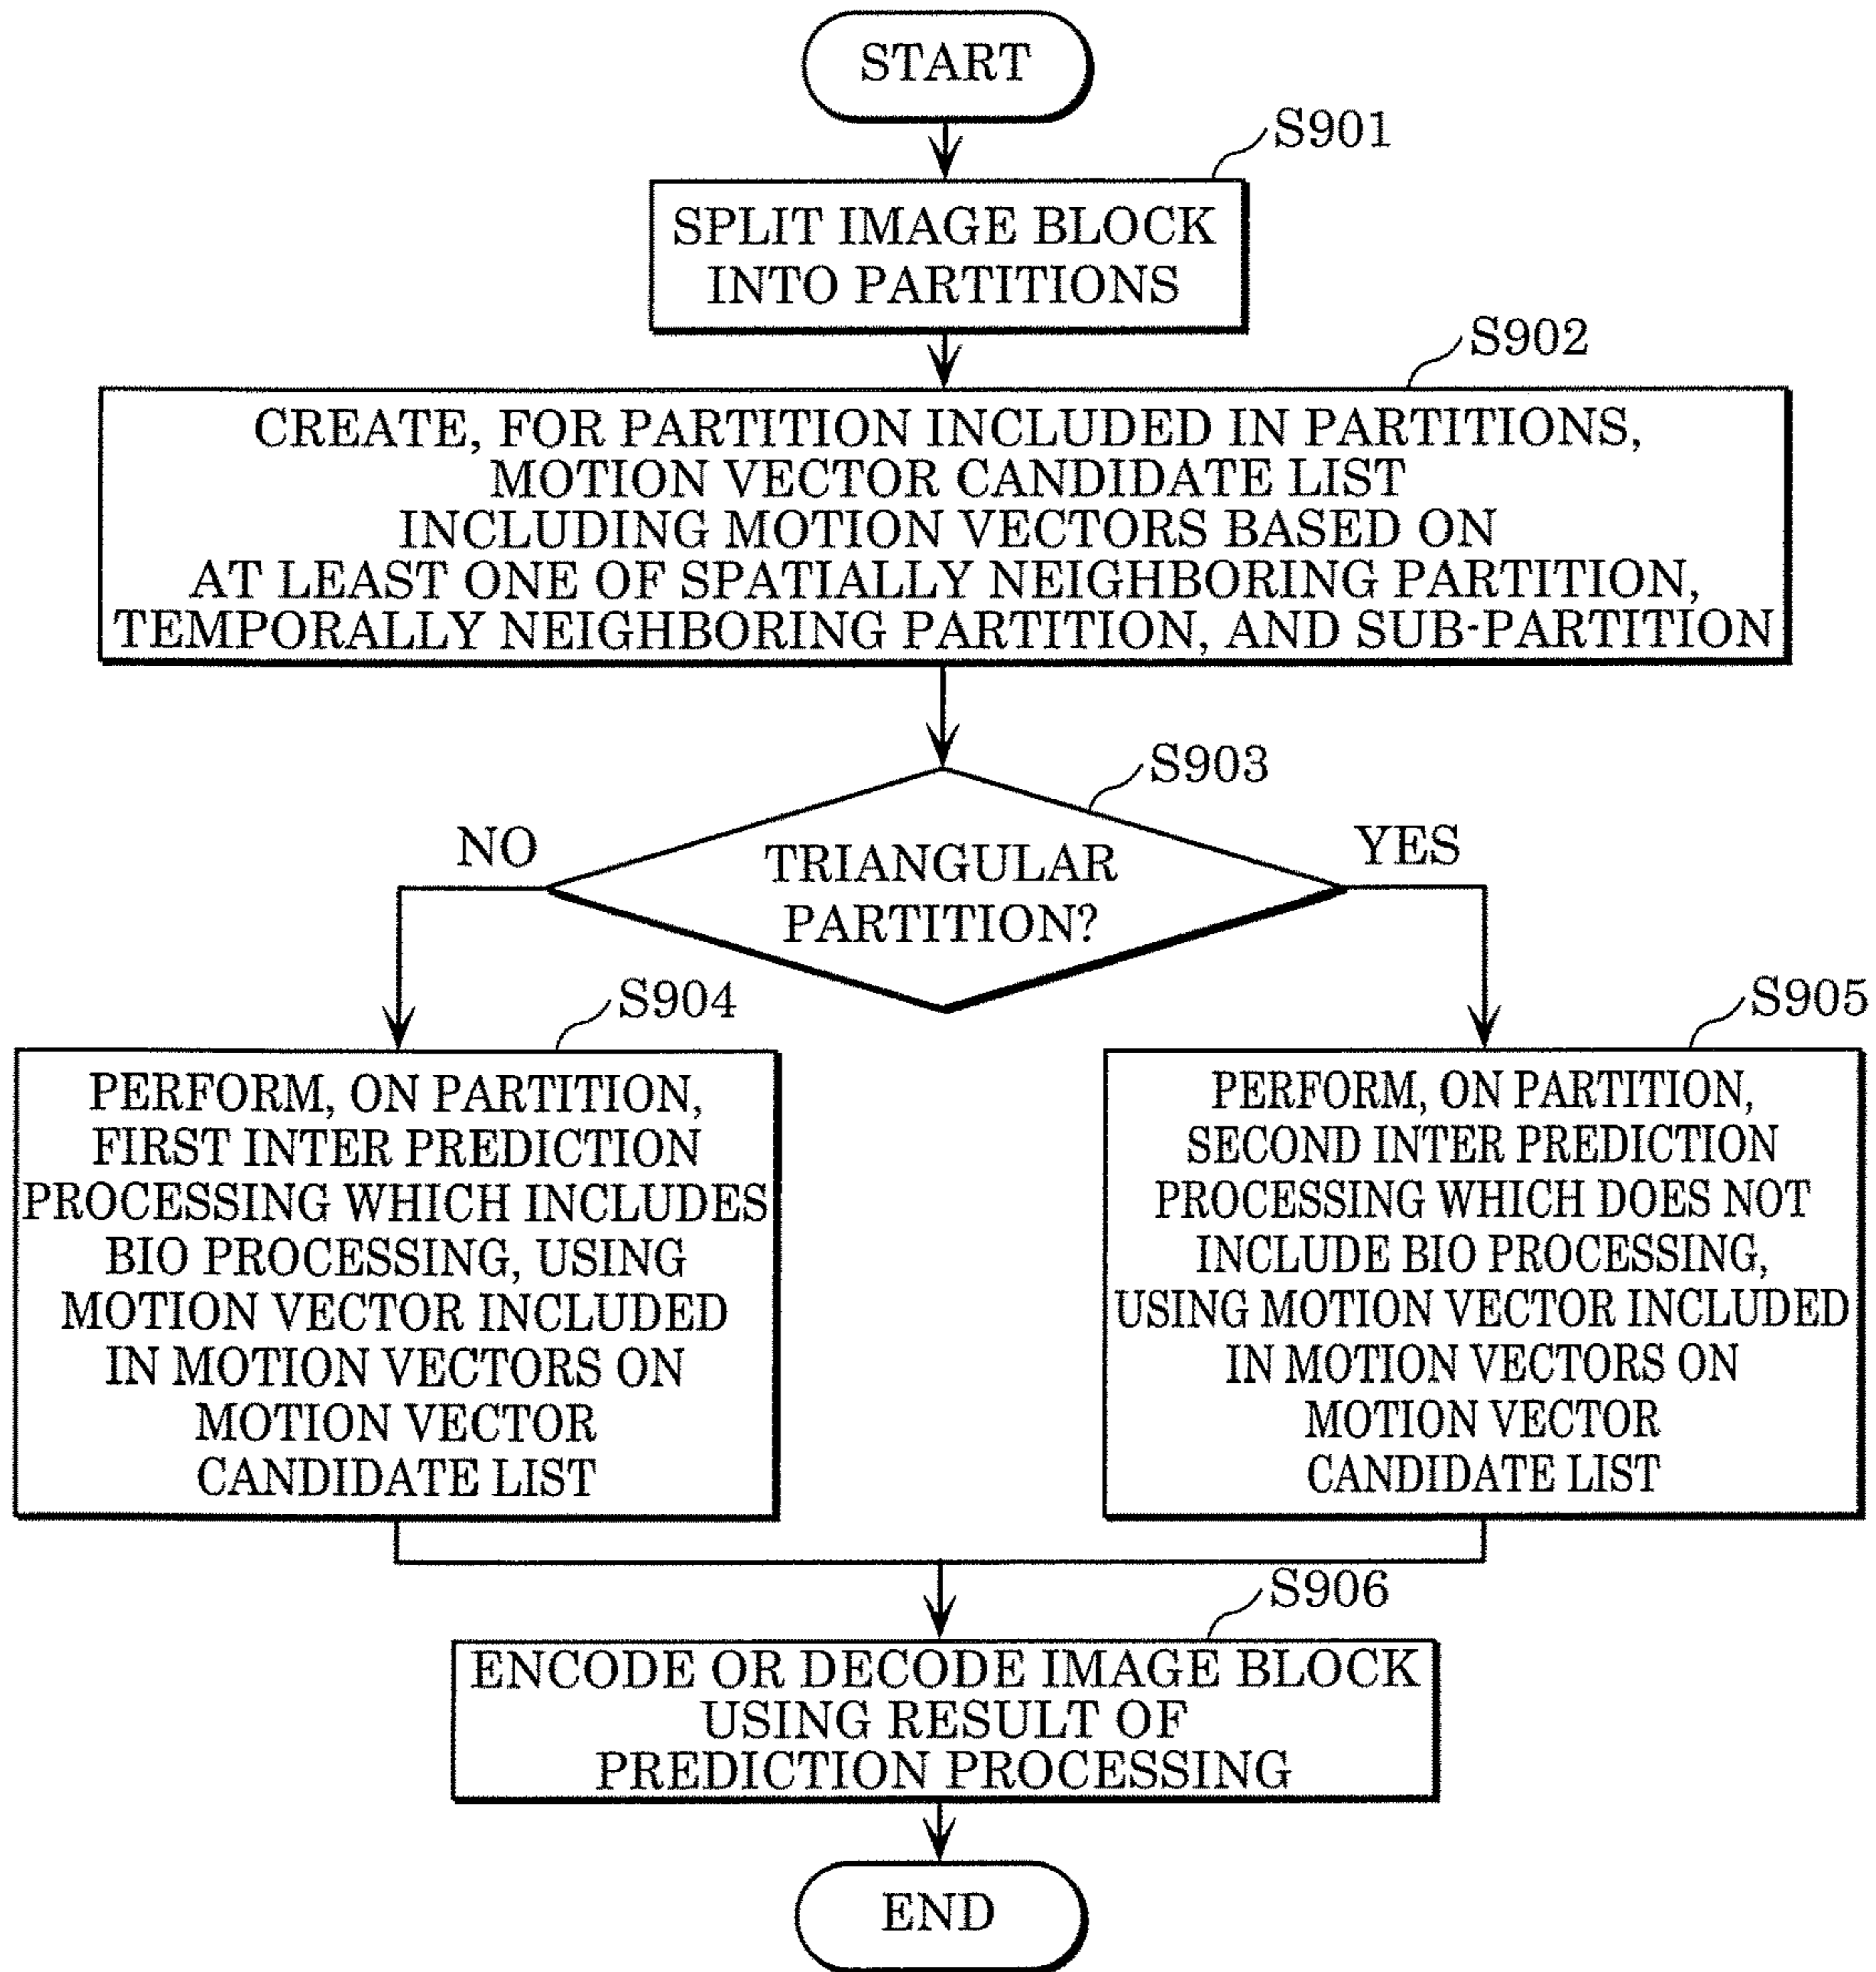 START
S901
SPLIT IMAGE BLOCK
INTO PARTITIONS
S902
CREATE, FOR PARTITION INCLUDED IN PARTITIONS,
MOTION VECTOR CANDIDATE LIST
INCLUDING MOTION VECTORS BASED ON
AT LEAST ONE OF SPATIALLY NEIGHBORING PARTITION,
TEMPORALLY NEIGHBORING PARTITION, AND SUB-PARTITION
S903
NO
TRIANGULAR
PARTITION?
YES
S904
PERFORM, ON PARTITION,
FIRST INTER PREDICTION
PROCESSING WHICH INCLUDES
BIO PROCESSING, USING
MOTION VECTOR INCLUDED
IN MOTION VECTORS ON
MOTION VECTOR
CANDIDATE LIST
S905
PERFORM, ON PARTITION,
SECOND INTER PREDICTION
PROCESSING WHICH DOES NOT
INCLUDE BIO PROCESSING,
USING MOTION VECTOR INCLUDED
IN MOTION VECTORS ON
MOTION VECTOR
CANDIDATE LIST
S906
ENCODE OR DECODE IMAGE BLOCK
USING RESULT OF
PREDICTION PROCESSING
END